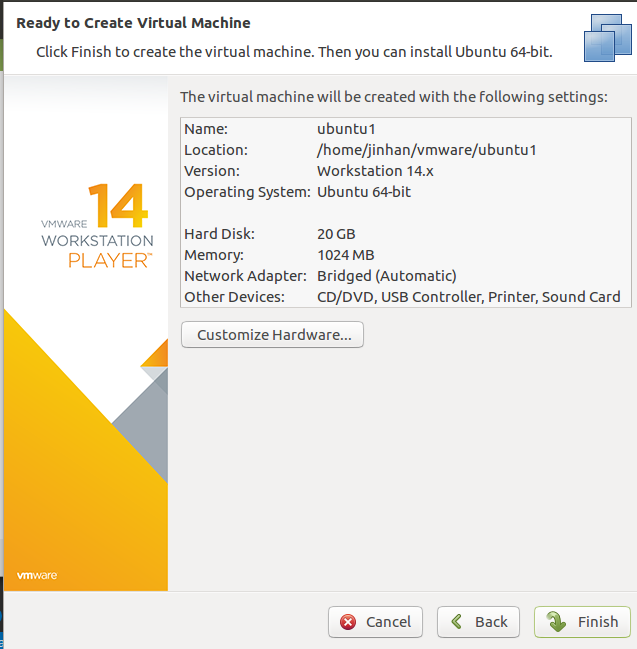 Ready to Create Virtual Machine
Click Finish to create the virtual machine. Then you can install Ubuntu 64-bit.
The virtual machine will be created with the following settings:
Name: ubuntu1
Location: /home/jinhan/vmware/ubuntu1
Version: Workstation 14.x
Operating System: Ubuntu 64-bit
Hard Disk: 20 GB
Memory: 1024 MB
Network Adapter: Bridged (Automatic)
Other Devices: CD/DVD, USB Controller, Printer, Sound Card
Customize Hardware...
VMWARE 14
WORKSTATION
PLAYER™
vmware
Cancel
Back
Finish